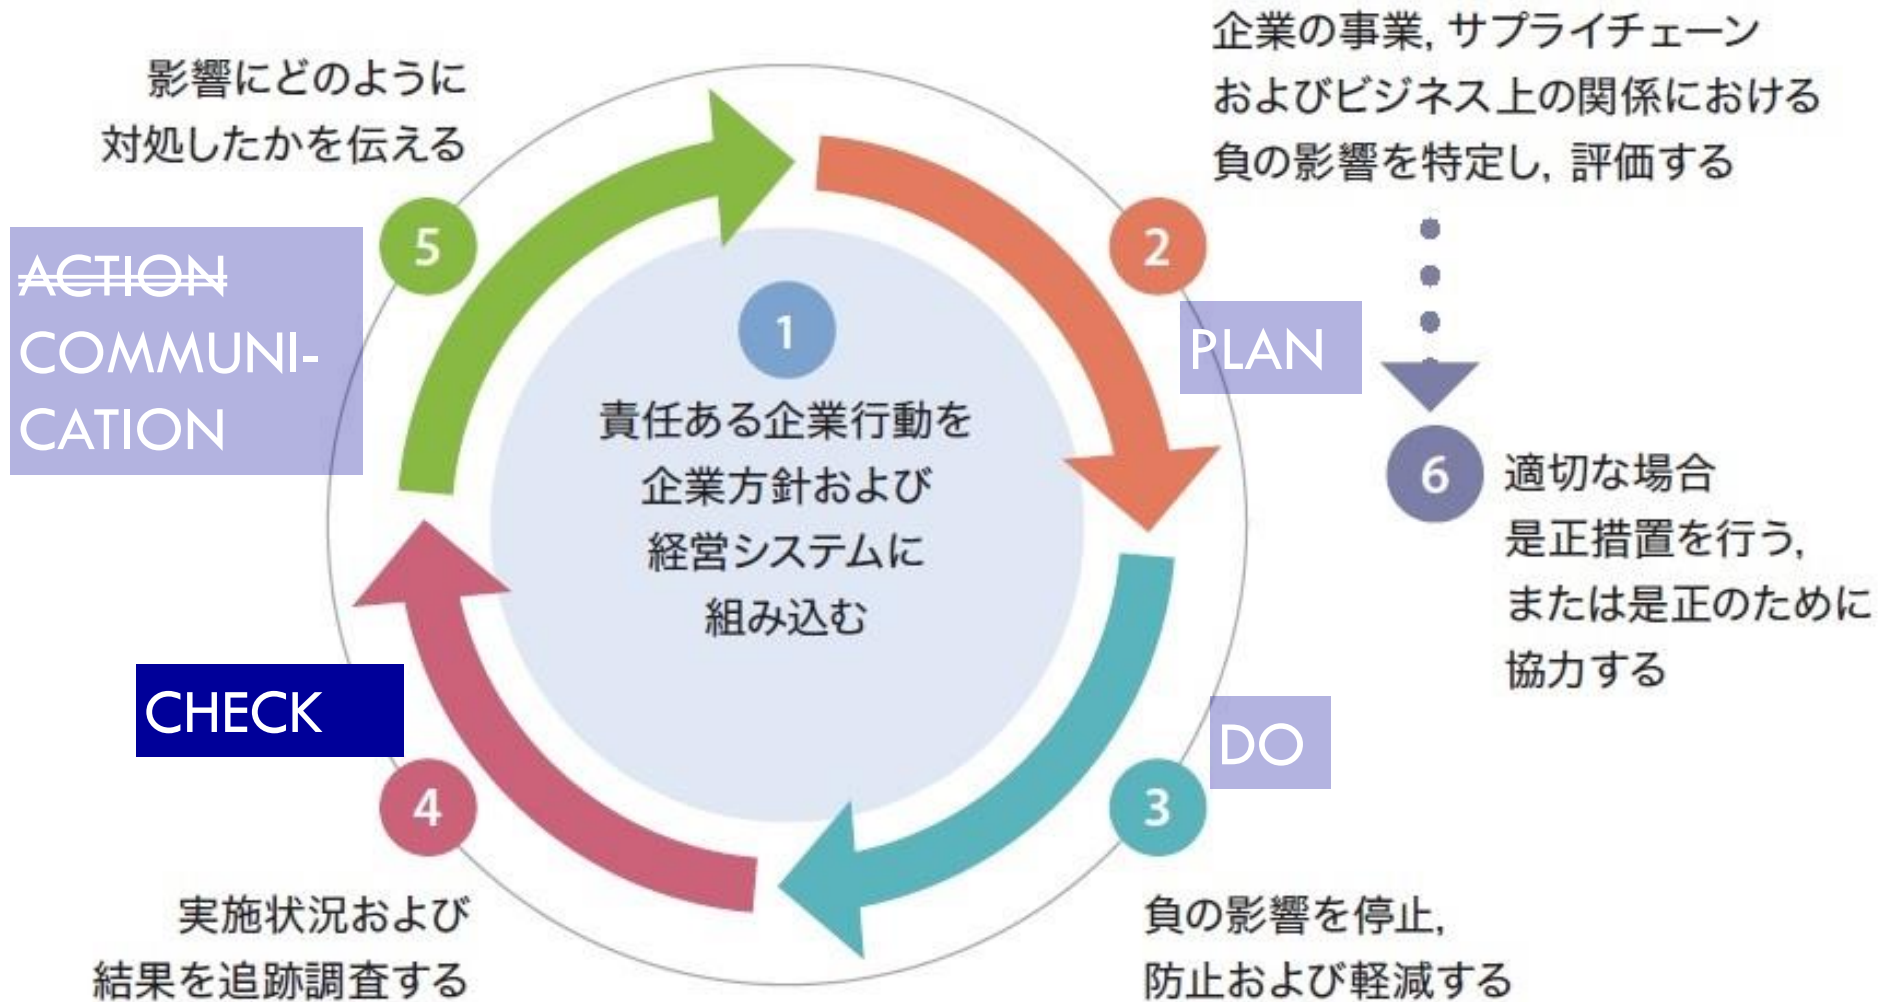 影響にどのように
対処したかを伝える
企業の事業, サプライチェーン
およびビジネス上の関係における
負の影響を特定し, 評価する
5
2
ACTION
COMMUNI-
CATION
1
PLAN
責任ある企業行動を
企業方針および
経営システムに
組み込む
6
適切な場合
是正措置を行う,
または是正のために
協力する
CHECK
DO
4
3
実施状況および
結果を追跡調査する
負の影響を停止,
防止および軽減する